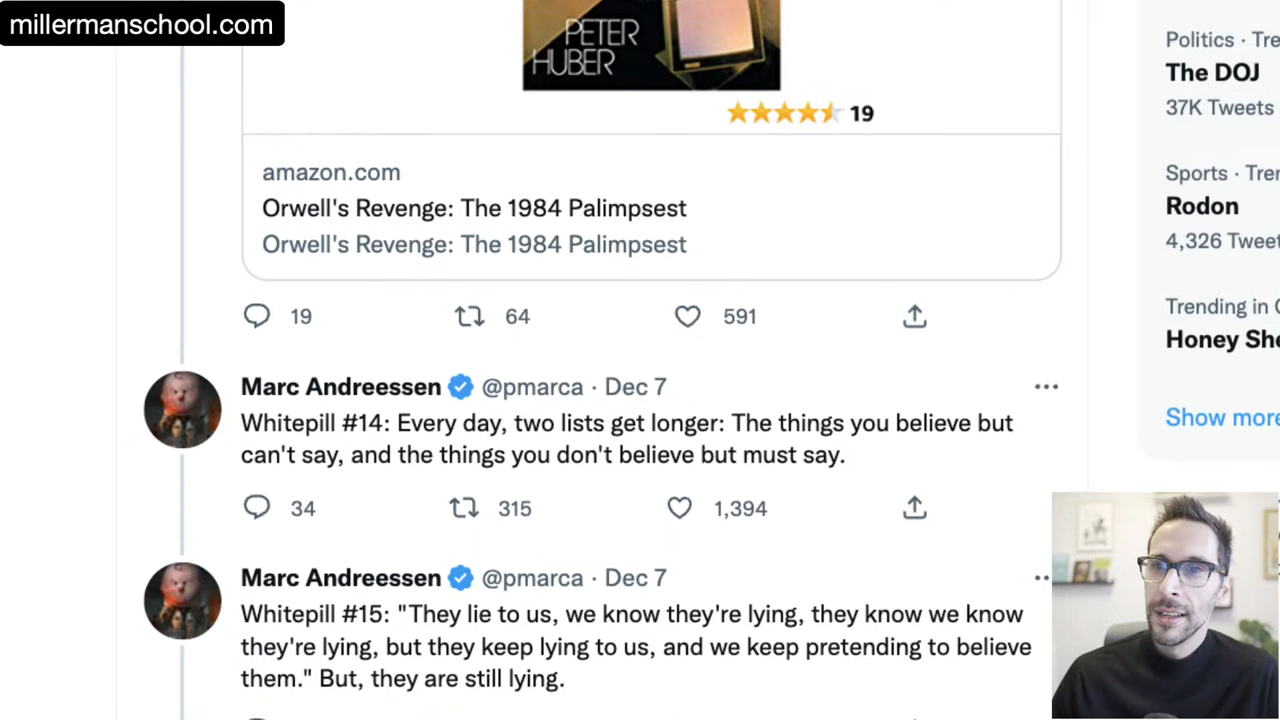 millermanschool.com
PETER
HUBER
19
amazon.com
Orwell's Revenge: The 1984 Palimpsest
Orwell's Revenge: The 1984 Palimpsest
19 64 591
Marc Andreessen @pmarca · Dec 7
Whitepill #14: Every day, two lists get longer: The things you believe but
can't say, and the things you don't believe but must say.
34 315 1,394
Marc Andreessen @pmarca · Dec 7
Whitepill #15: "They lie to us, we know they're lying, they know we know
they're lying, but they keep lying to us, and we keep pretending to believe
them." But, they are still lying.
Politics · Tre
The DOJ
37K Tweets
Sports · Tren
Rodon
4,326 Tweet
Trending in
Honey She
Show more